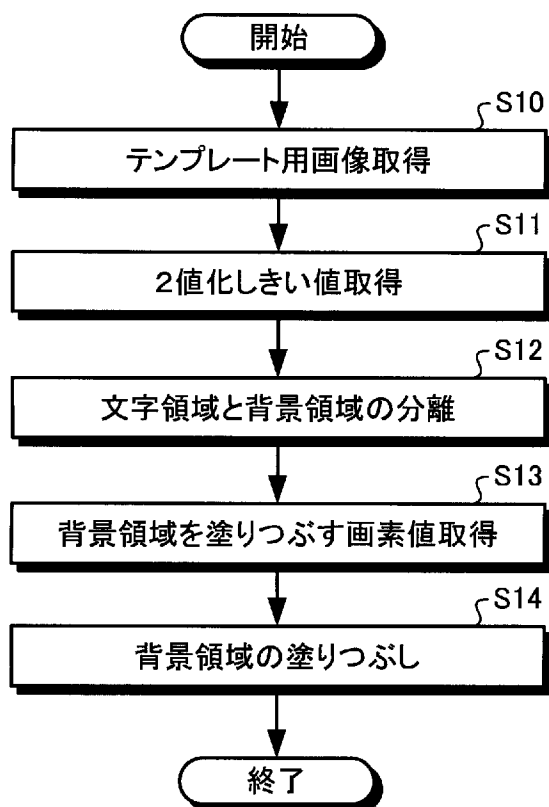 開始
S10
テンプレート用画像取得
S11
2値化しきい値取得
S12
文字領域と背景領域の分離
S13
背景領域を塗りつぶす画素値取得
S14
背景領域の塗りつぶし
終了